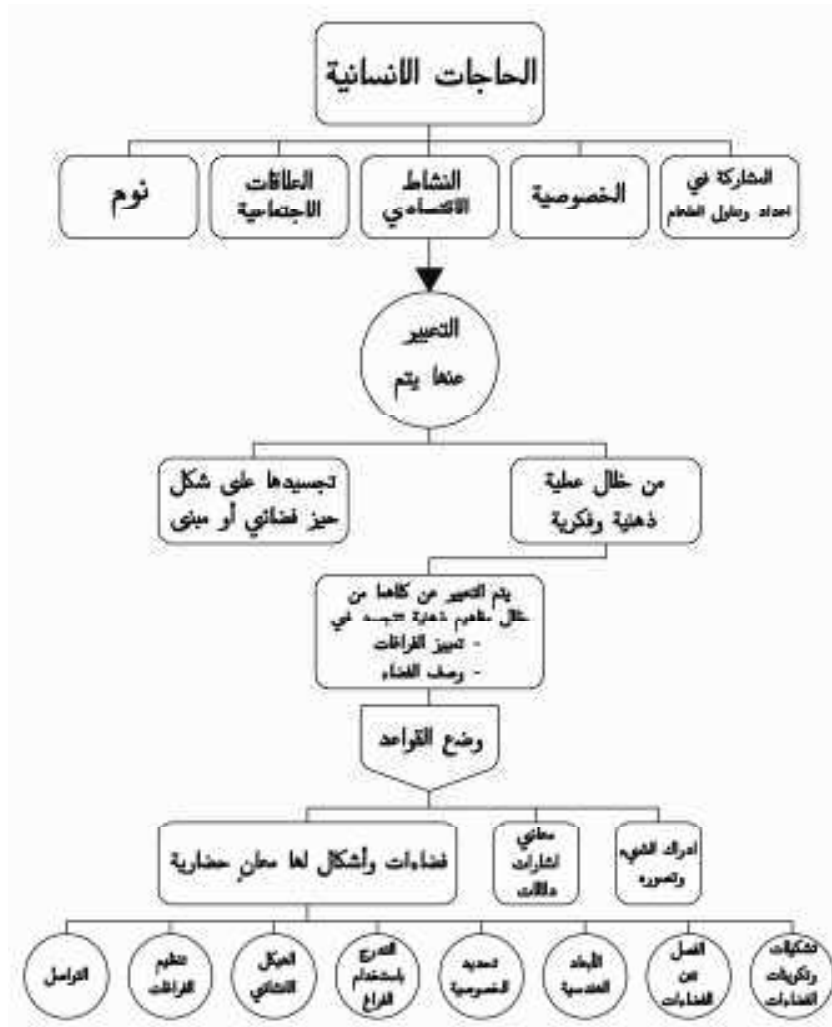 الحاجات الانسانية
المشاركة في
اعداد وتناول الطعام
الخصوصية
النشاط
الاقتصادي
العلاقات
الاجتماعية
نوم
التعبير
عنها يتم
من خلال عملية
ذهنية وفكرية
تجسيدها على شكل
حيز فضائي أو مبنى
يتم التعبير عن كلاهما من
خلال مفاهيم ذهنية تتجسد في
- تمييز الفراغات
- وصف الفضاء
وضع القواعد
ادراك الشيء
وتصوره
معاني
اشارات
دلالات
فضاءات وأشكال لها معانٍ حضارية
تشكيلات
وتكوينات
الفضاءات
الفصل
بين
الفضاءات
الأبعاد
الهندسية
تحديد
الخصوصية
التدرج
باستخدام
الفراغ
الهيكل
الانشائي
تنظيم
الفراغات
التواصل